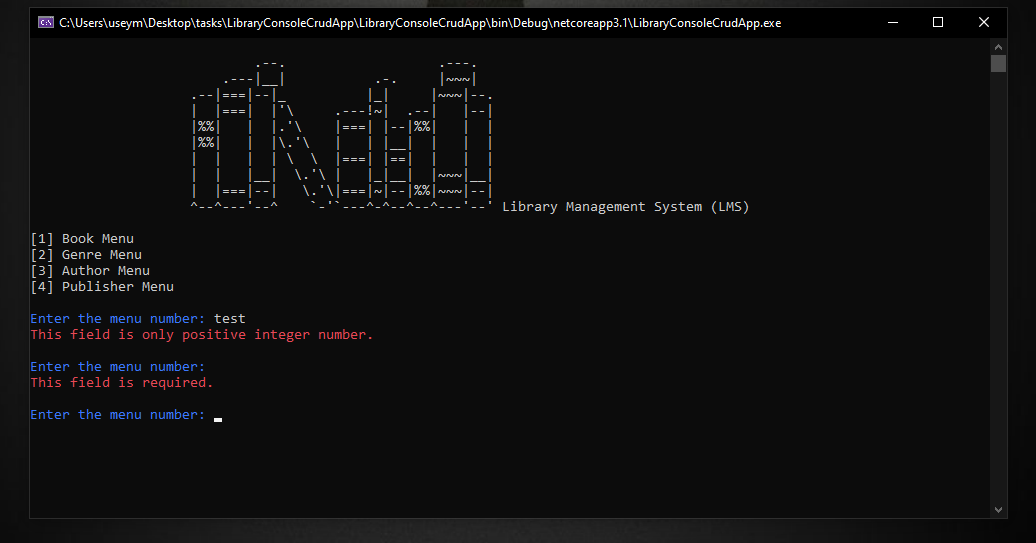 C:\Users\useym\Desktop\tasks\LibraryConsoleCrudApp\LibraryConsoleCrudApp\bin\Debug\netcoreapp3.1\LibraryConsoleCrudApp.exe
Library Management System (LMS)
[1] Book Menu
[2] Genre Menu
[3] Author Menu
[4] Publisher Menu
Enter the menu number: test
This field is only positive integer number.
Enter the menu number:
This field is required.
Enter the menu number: